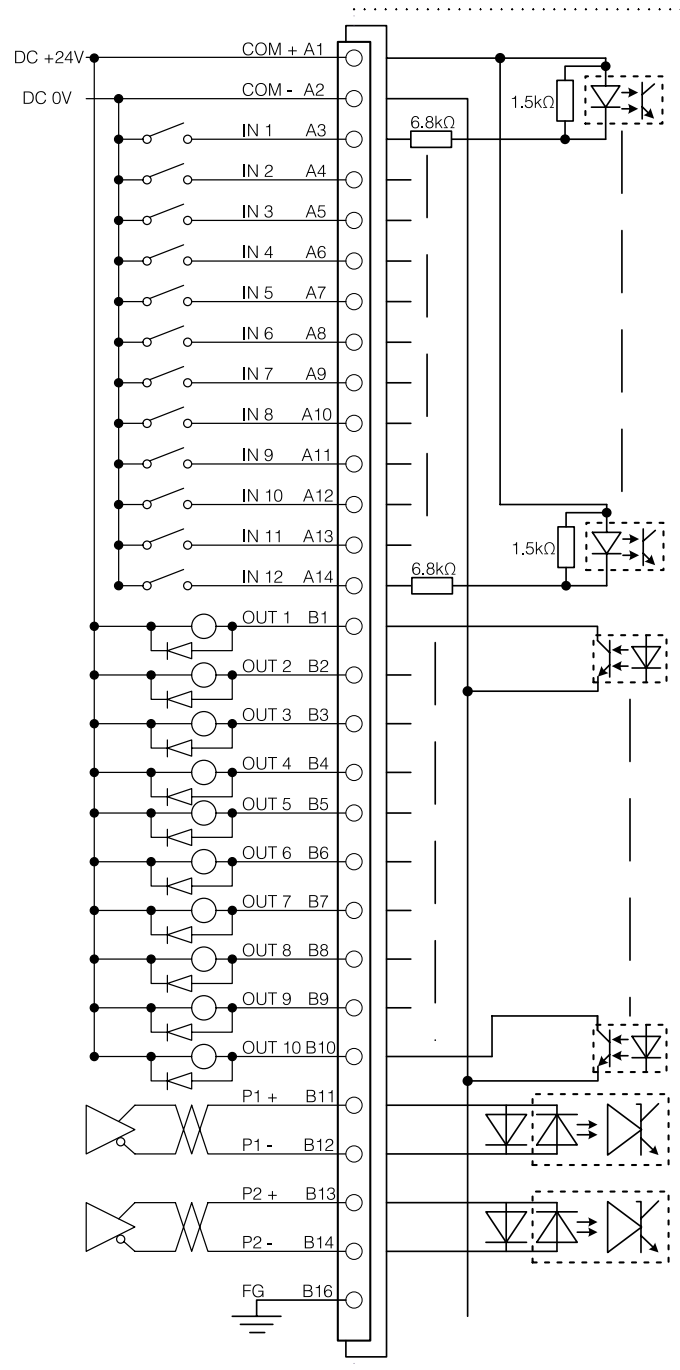 DC +24V COM + A1
DC 0V COM - A2
1.5kΩ
6.8kΩ
IN 1 A3
IN 2 A4
IN 3 A5
IN 4 A6
IN 5 A7
IN 6 A8
IN 7 A9
IN 8 A10
IN 9 A11
IN 10 A12
IN 11 A13
1.5kΩ
6.8kΩ
IN 12 A14
OUT 1 B1
OUT 2 B2
OUT 3 B3
OUT 4 B4
OUT 5 B5
OUT 6 B6
OUT 7 B7
OUT 8 B8
OUT 9 B9
OUT 10 B10
P1 + B11
P1 - B12
P2 + B13
P2 - B14
FG B16